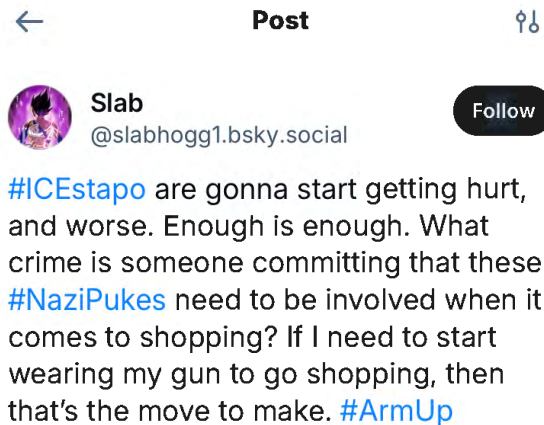 Post
Slab
@slabhogg1.bsky.social
Follow
#ICEstapo are gonna start getting hurt,
and worse. Enough is enough. What
crime is someone committing that these
#NaziPukes need to be involved when it
comes to shopping? If I need to start
wearing my gun to go shopping, then
that's the move to make. #ArmUp